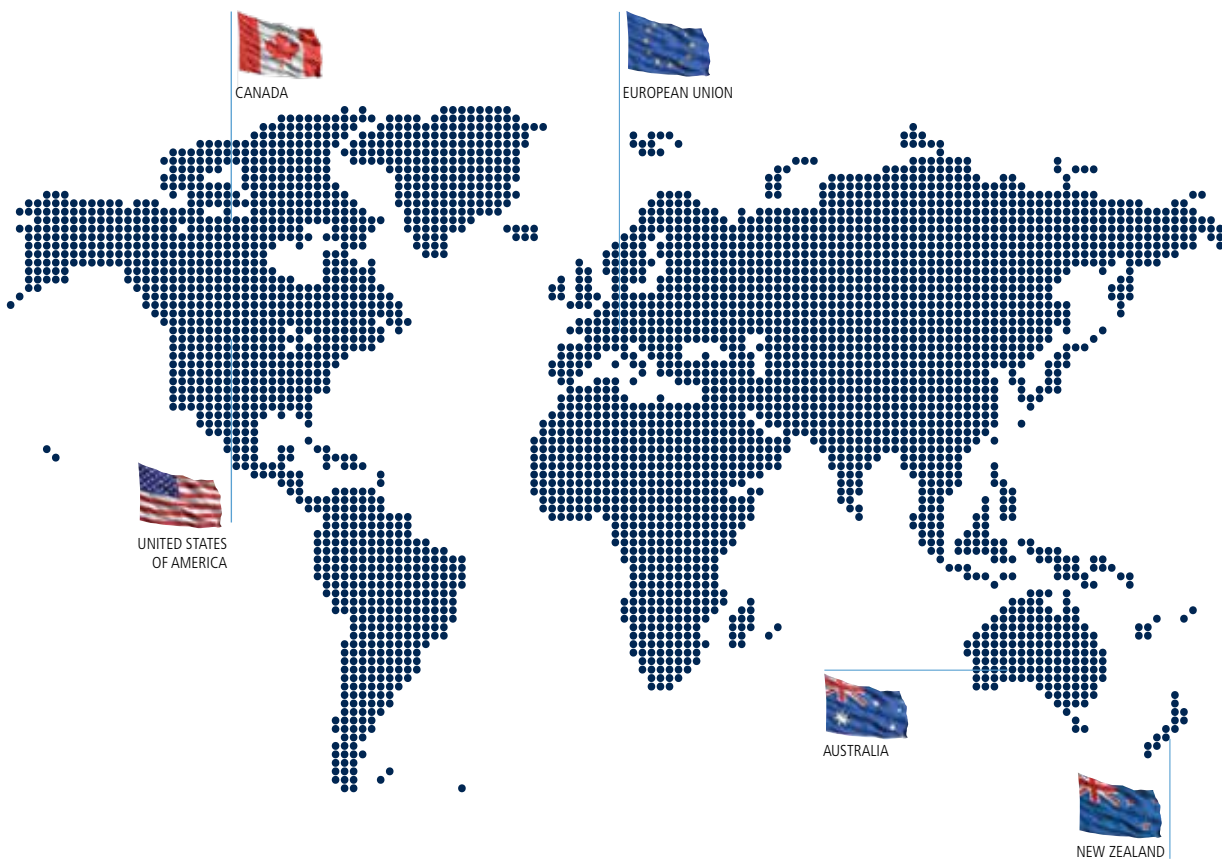 CANADA
EUROPEAN UNION
UNITED STATES
OF AMERICA
AUSTRALIA
NEW ZEALAND